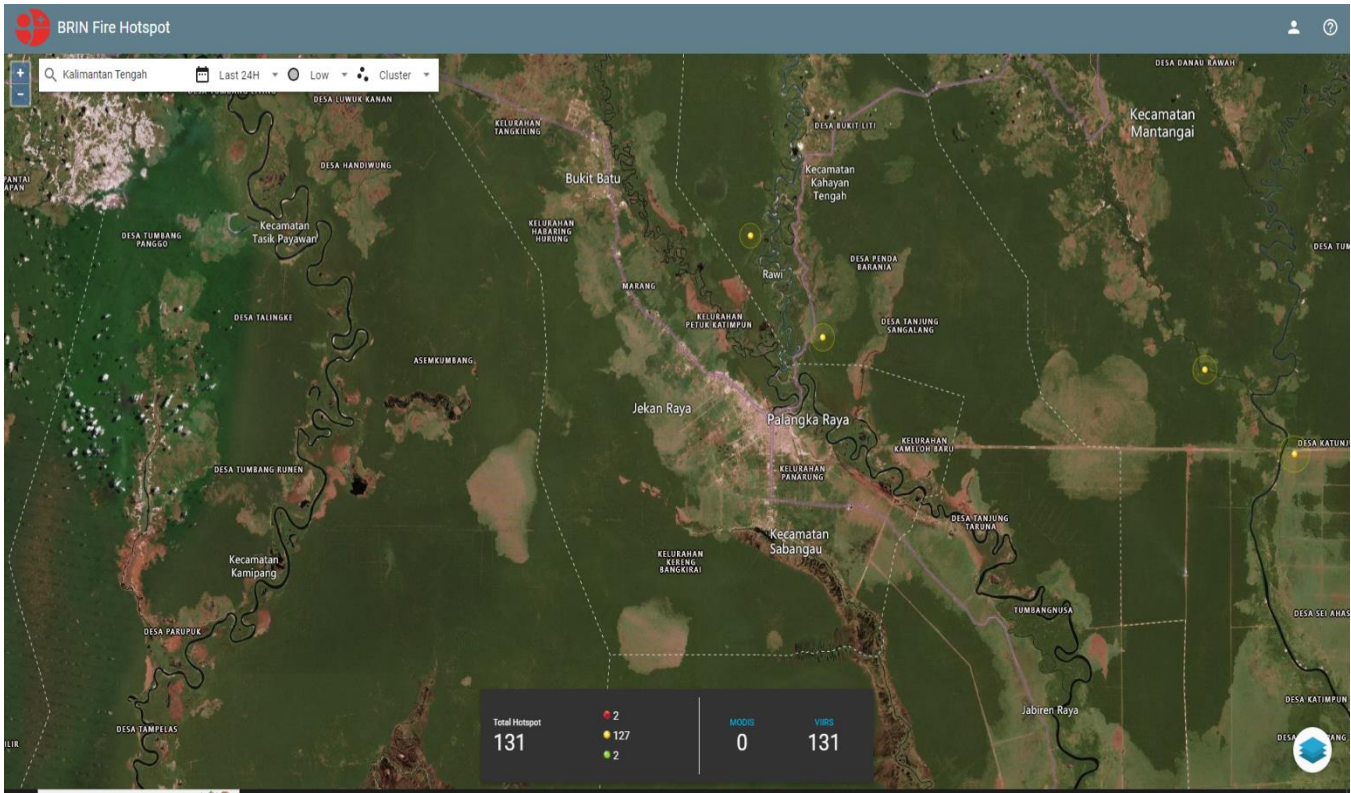 BRIN Fire Hotspot
+
-
Kalimantan Tengah
Last 24H
Low
Cluster
DESA LUWUK KANAN
DESA DANAU RAWAH
KELURAHAN
TANGKILING
DESA BUKIT LITI
Kecamatan
Mantangai
DESA HANDIWUNG
Bukit Batu
Kecamatan
Kahayan
Tengah
PANTAI
APAN
DESA TUMBANG
PANGGO
Kecamatan
Tasik Payawan
KELURAHAN
HABARING
HURUNG
DESA TUM
DESA PENDA
BARANIA
Rawi
MARANG
DESA TALINGKE
KELURAHAN
PETUK KATIMPUN
DESA TANJUNG
SANGALANG
ASEMKUMBANG
Jekan Raya
Palangka Raya
KELURAHAN
KAMELOH BARU
DESA KATUNJU
DESA TUMBANG RUNEN
KELURAHAN
PANARUNG
DESA TANJUNG
TARUNA
Kecamatan
Sabangau
KELURAHAN
KERENG
BANGKIRAI
Kecamatan
Kamipang
TUMBANGNUSA
DESA SEI AHAS
DESA PARUPUK
DESA KATIMPUN
Jabiren Raya
DESA TAMPELAS
ILIR
DESA
ANG
Total Hotspot
131
2
127
2
MODIS
0
VIIRS
131